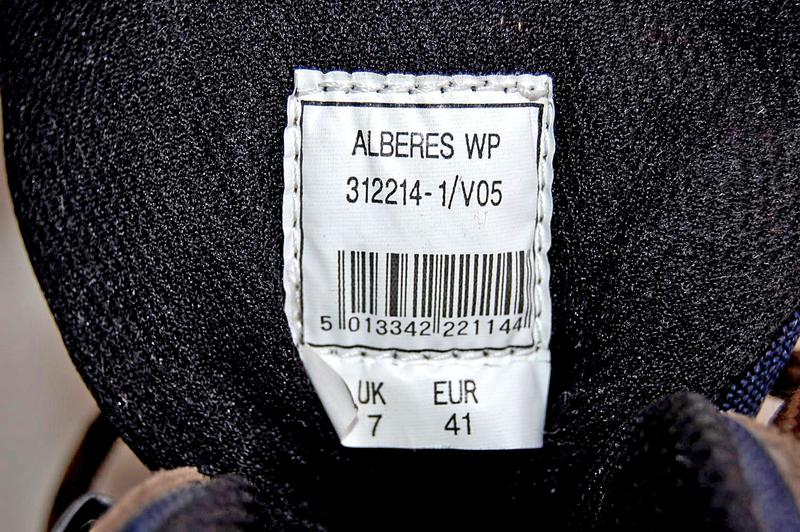 ALBERES WP
312214-1/V05
5 013342 221144
UK EUR
7 41